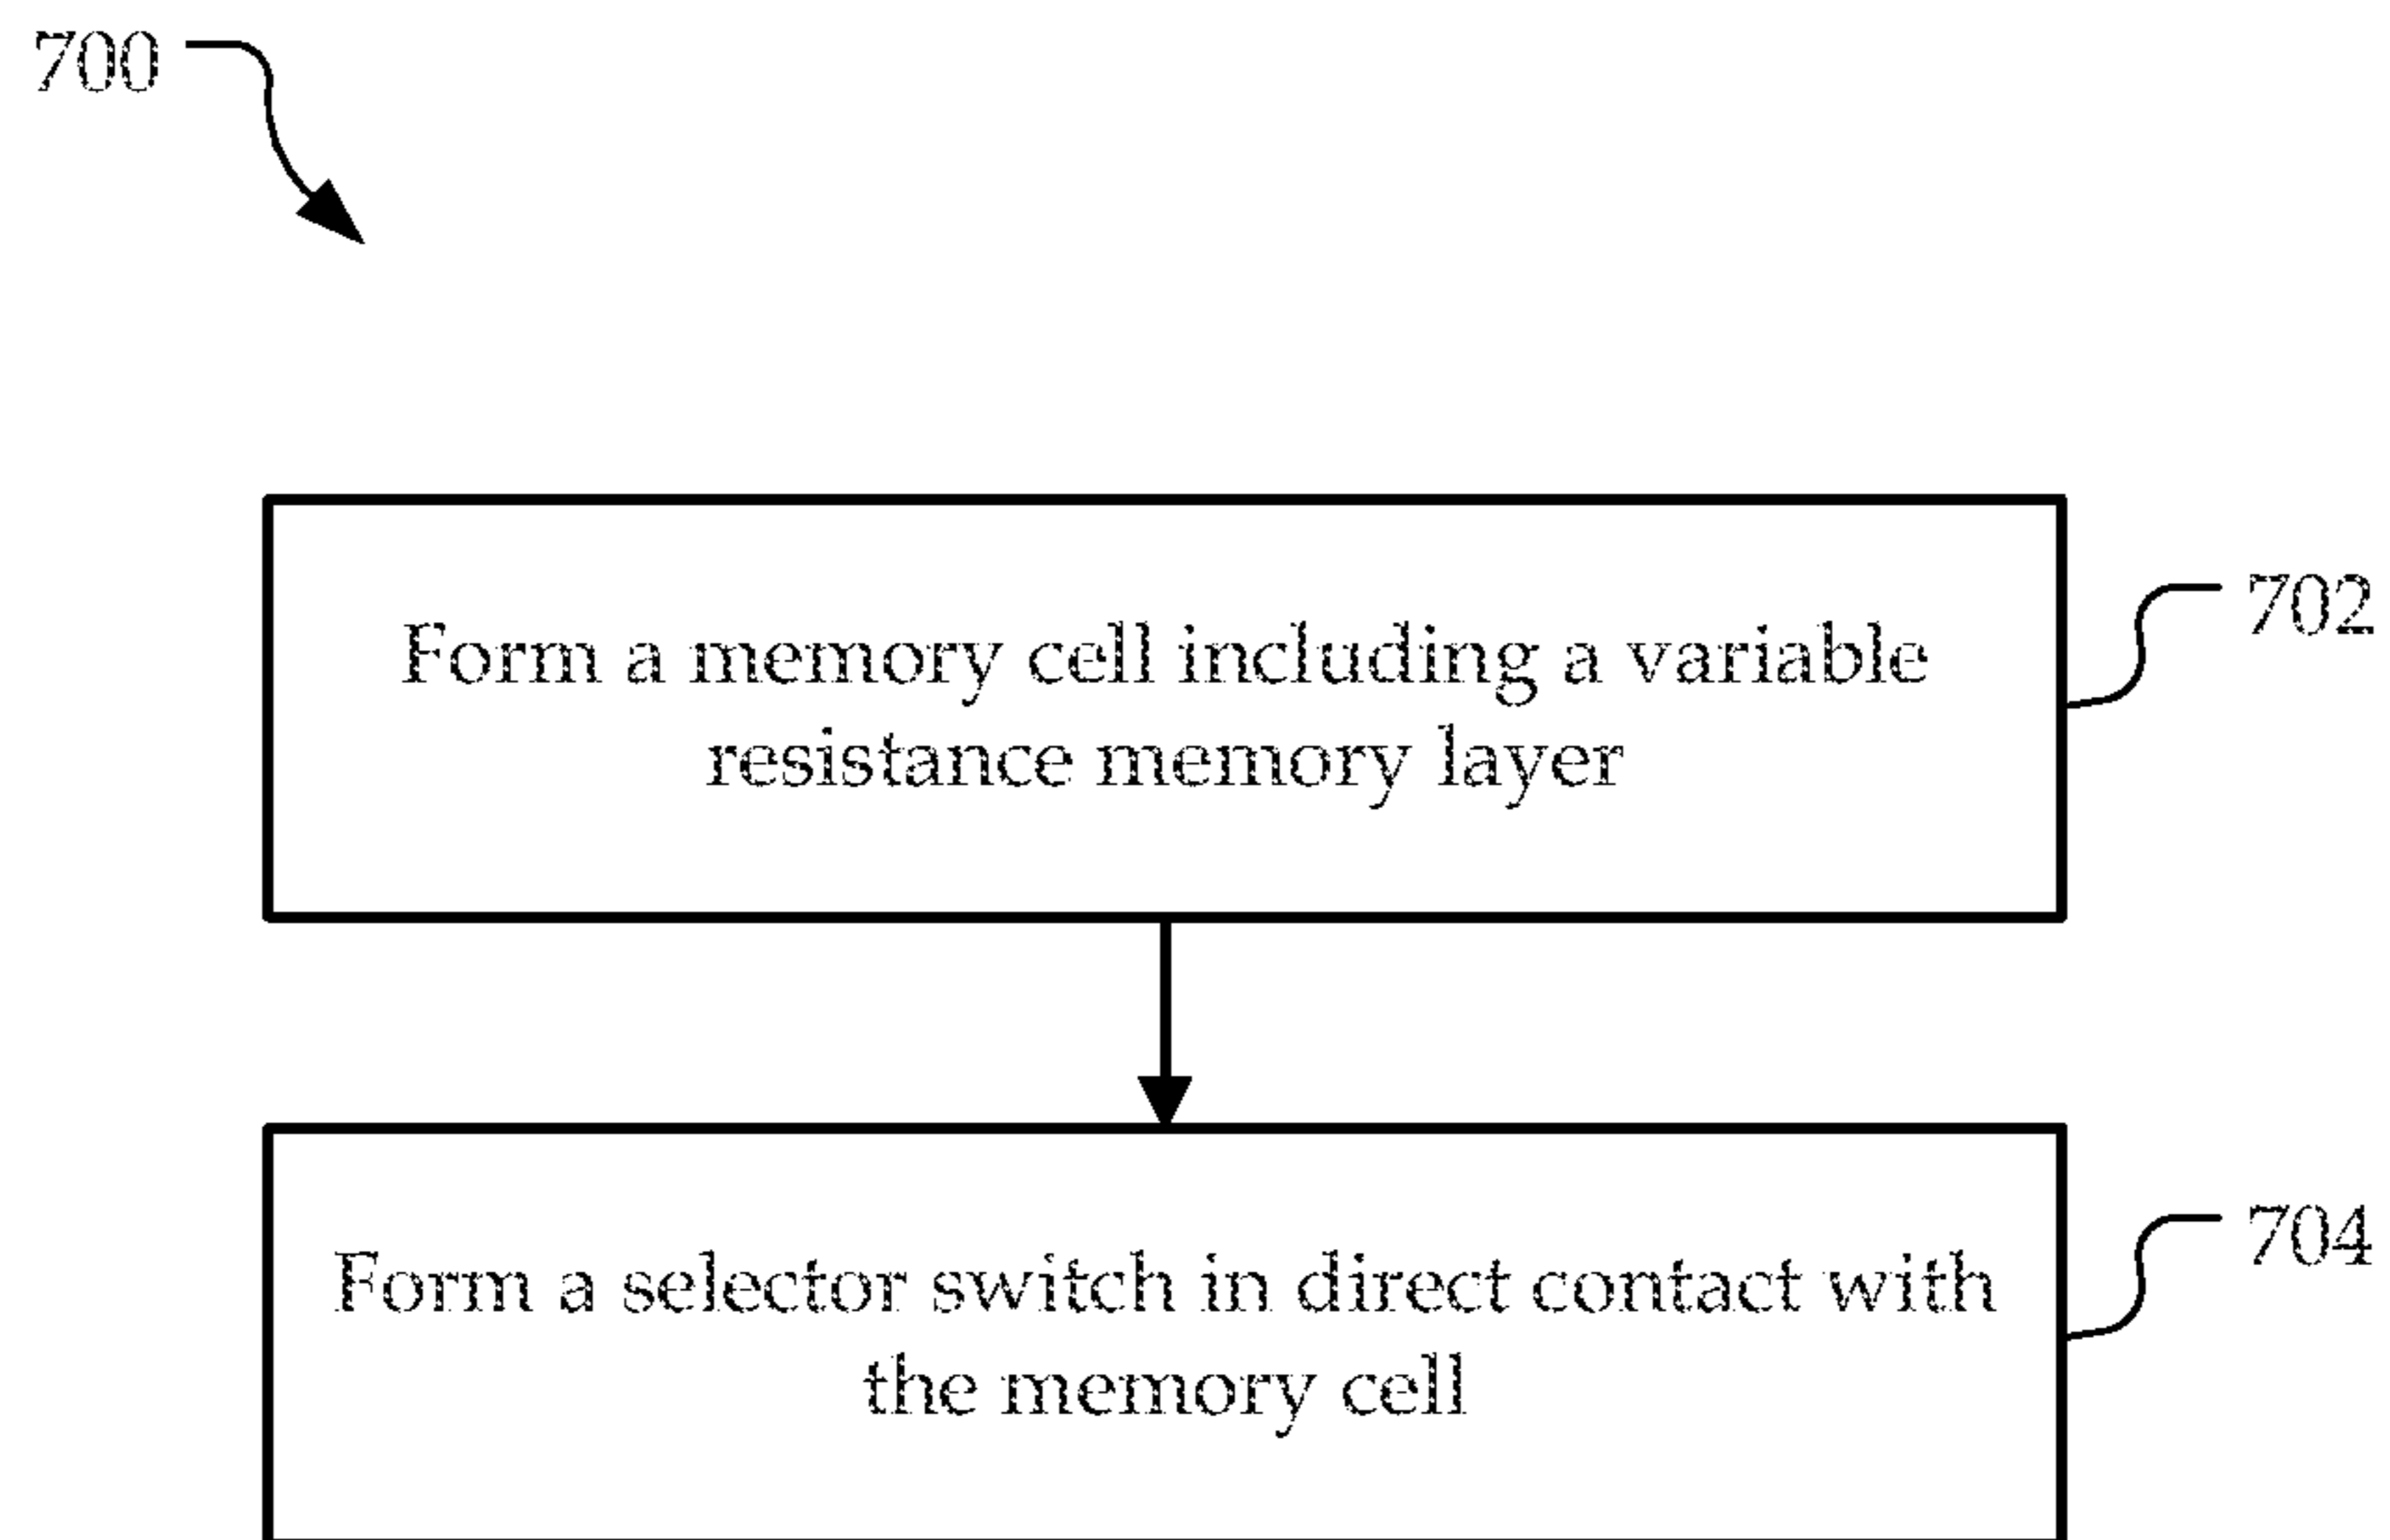 700
Form a memory cell including a variable
resistance memory layer
702
Form a selector switch in direct contact with
the memory cell
704